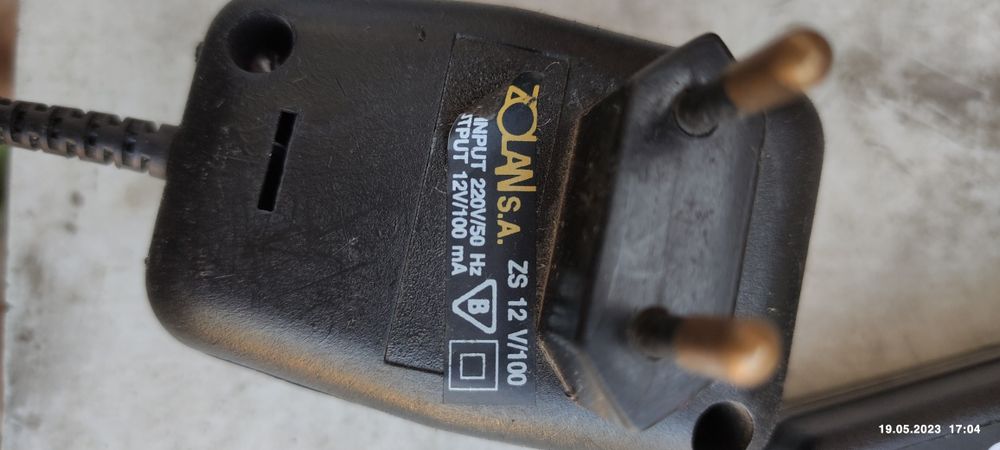 ZOLAN S.A. ZS 12 V/100
INPUT 220V/50 Hz
TPUT 12V/100 mA
B
19.05.2023 17:04